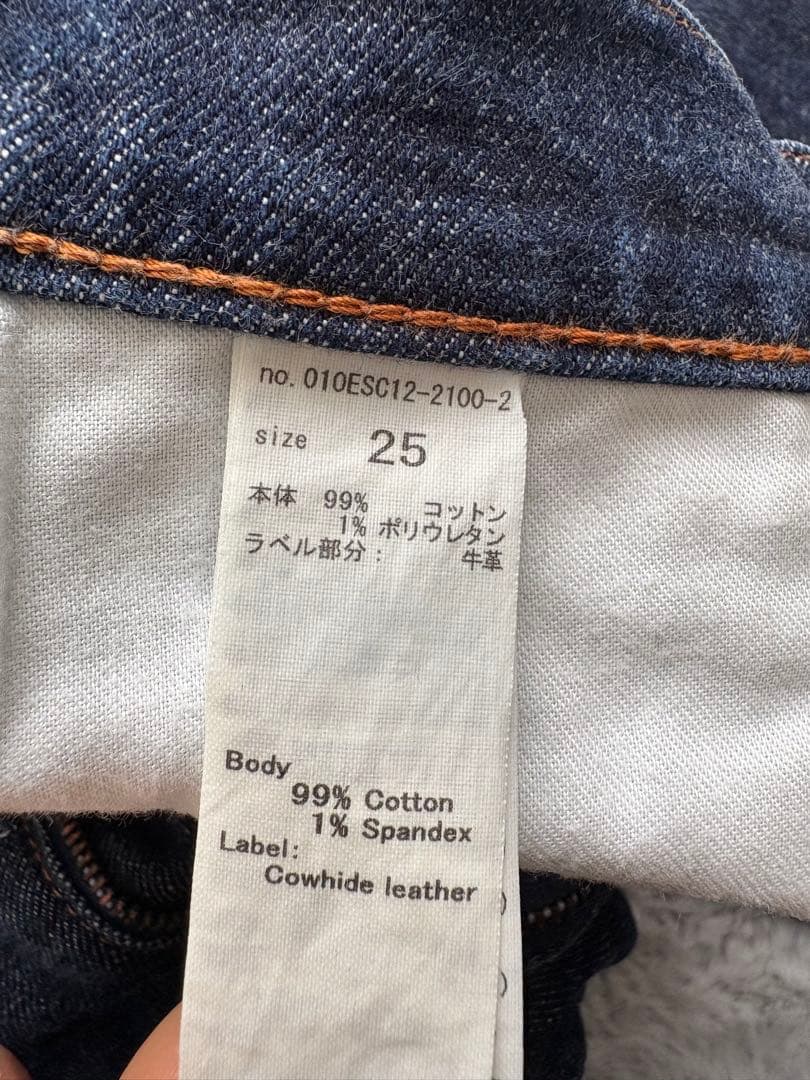 no. 010ESC12-2100-2
size 25
本体 99% コットン
1% ポリウレタン
ラベル部分: 牛革
Body
99% Cotton
1% Spandex
Label:
Cowhide leather